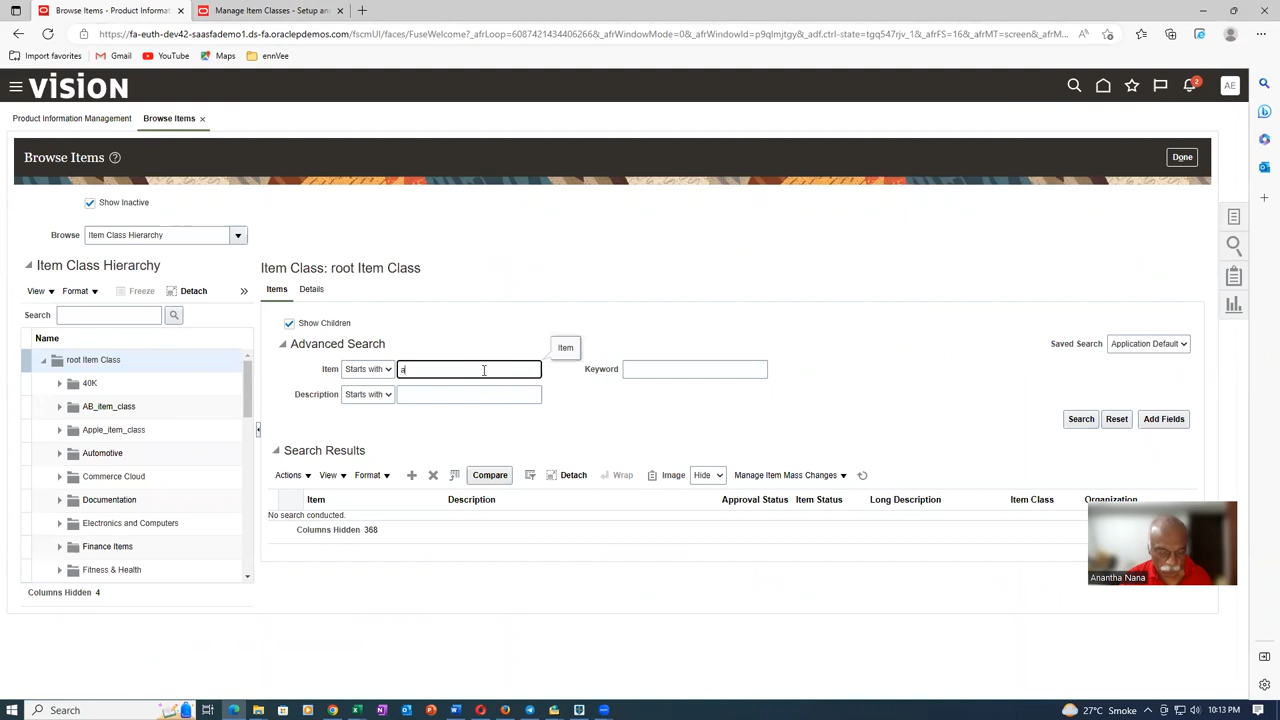 Browse Items - Product Informat
Manage Item Classes - Setup and
https://fa-euth-dev42-saasfademo1.ds-fa.oraclepdemos.com/fscmUI/faces/FuseWelcome?_afrLoop=60874214344062666&_afrWindowMode=0&_afrWindowId=p9qlmjtgy&_adf.ctrl-state=tgq547rjv_1&_afrFS=16&_afrMT=screen&_afrM...
Import favorites Gmail YouTube Maps ennVee
VISION
2
AE
Product Information Management Browse Items
Browse Items
Done
Show Inactive
Browse Item Class Hierarchy
Item Class Hierarchy
View Format Freeze Detach
Search
Name
root Item Class
40K
AB_item_class
Apple_item_class
Automotive
Commerce Cloud
Documentation
Electronics and Computers
Finance Items
Fitness & Health
Columns Hidden 4
Item Class: root Item Class
Items Details
Show Children
Advanced Search
Saved Search Application Default
Item
Item Starts with a Keyword
Description Starts with
Search Reset Add Fields
Search Results
Actions View Format Compare Detach Wrap Image Hide Manage Item Mass Changes
Item Description Approval Status Item Status Long Description Item Class Organization
No search conducted.
Columns Hidden 368
Anantha Nana
Search
27°C Smoke
10:13 PM